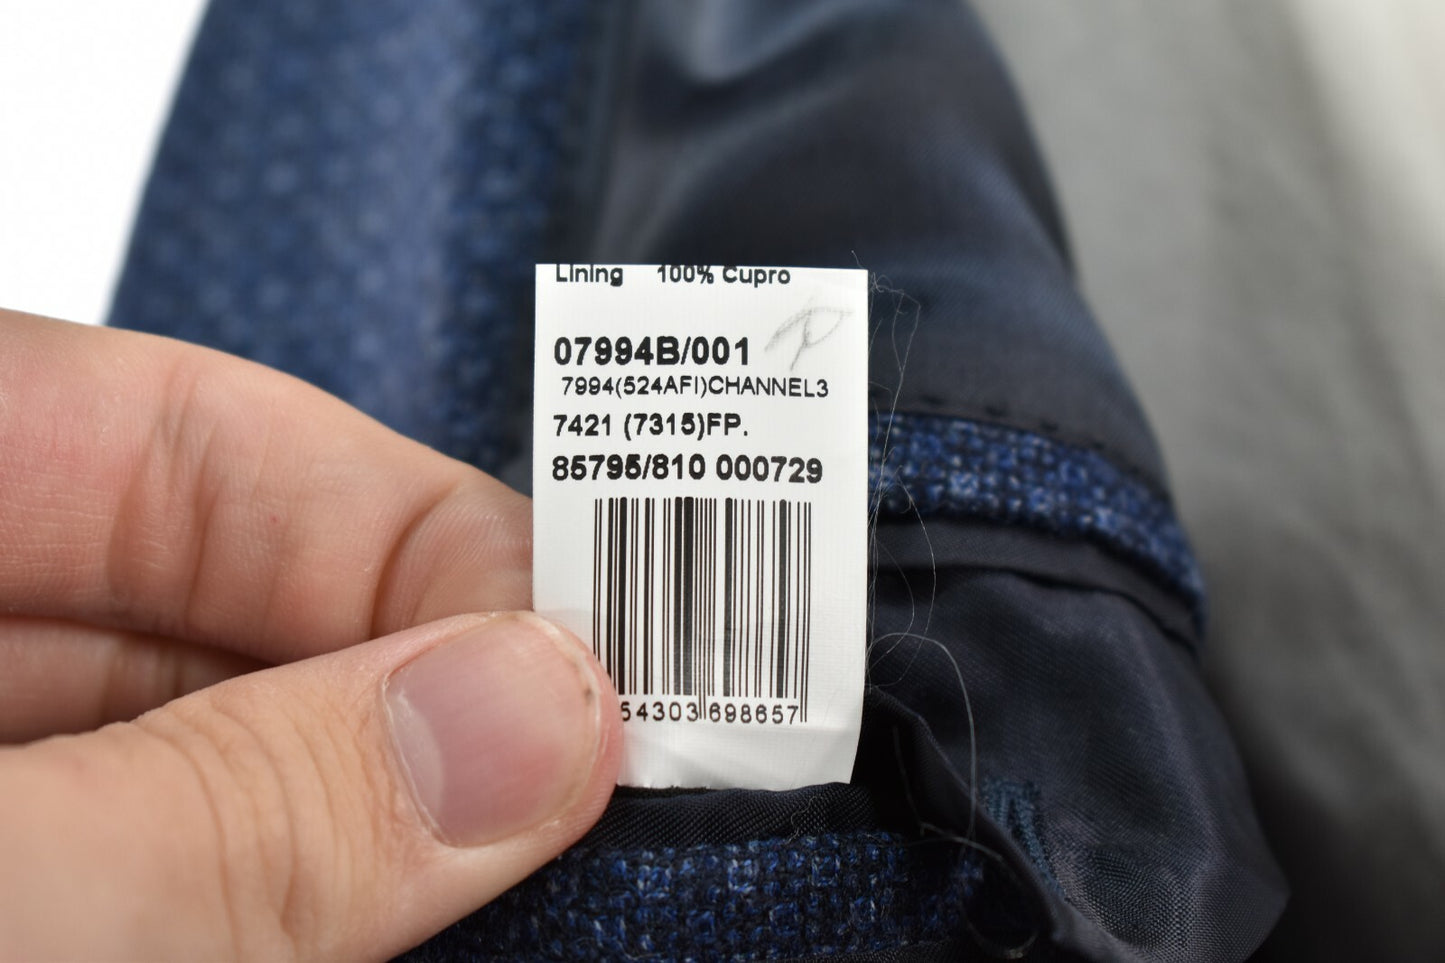 Lining 100% Cupro
07994B/001
7994(524AFI)CHANNEL3
7421 (7315)FP.
85795/810 000729
54303 698657